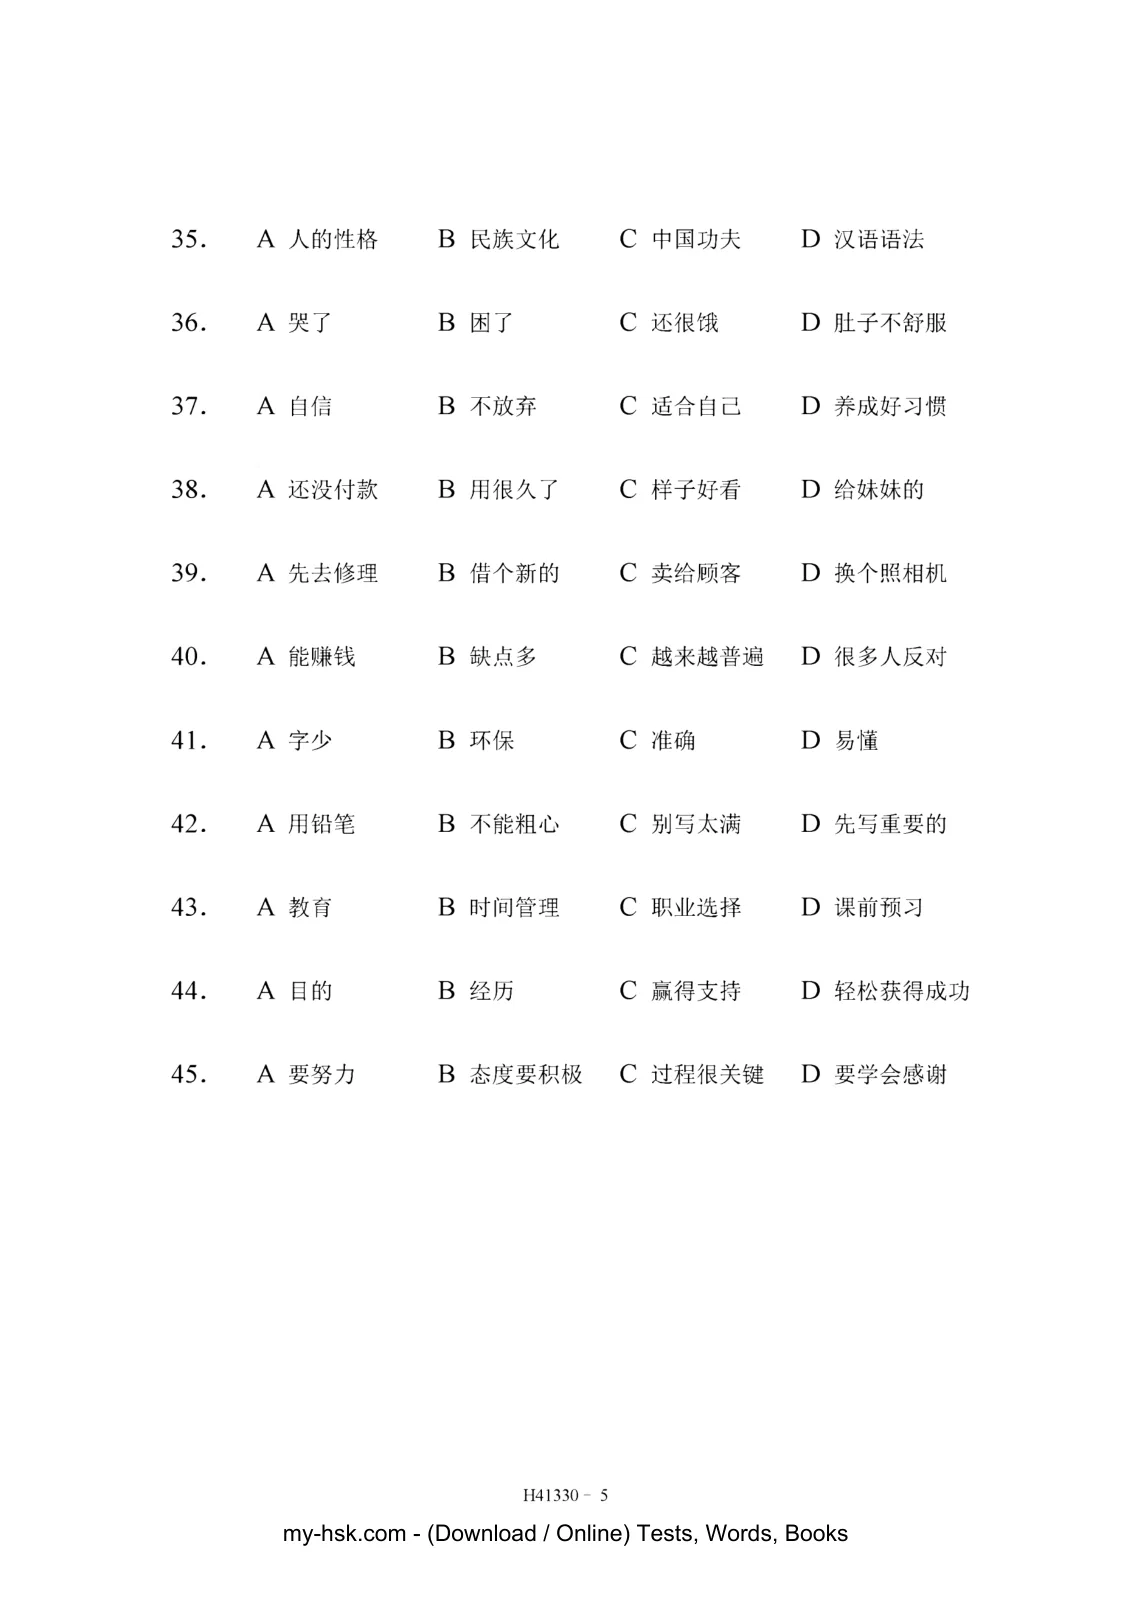 35． A 人的性格 B 民族文化 C 中国功夫 D 汉语语法
36． A 哭了 B 困了 C 还很饿 D 肚子不舒服
37． A 自信 B 不放弃 C 适合自己 D 养成好习惯
38． A 还没付款 B 用很久了 C 样子好看 D 给妹妹的
39． A 先去修理 B 借个新的 C 卖给顾客 D 换个照相机
40． A 能赚钱 B 缺点多 C 越来越普遍 D 很多人反对
41． A 字少 B 环保 C 准确 D 易懂
42． A 用铅笔 B 不能粗心 C 别写太满 D 先写重要的
43． A 教育 B 时间管理 C 职业选择 D 课前预习
44． A 目的 B 经历 C 赢得支持 D 轻松获得成功
45． A 要努力 B 态度要积极 C 过程很关键 D 要学会感谢
H41330 - 5
my-hsk.com - (Download / Online) Tests, Words, Books